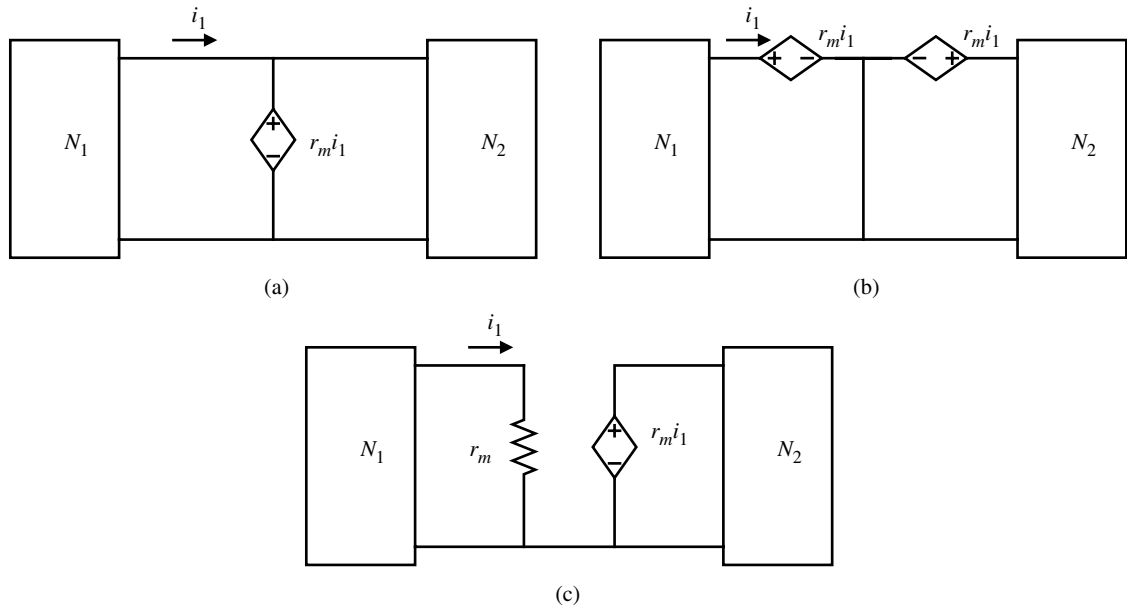 i₁
N₁
+
−
rₘi₁
N₂
(a)
i₁
rₘi₁
rₘi₁
+ −
− +
N₁
N₂
(b)
i₁
N₁
rₘ
+
−
rₘi₁
N₂
(c)